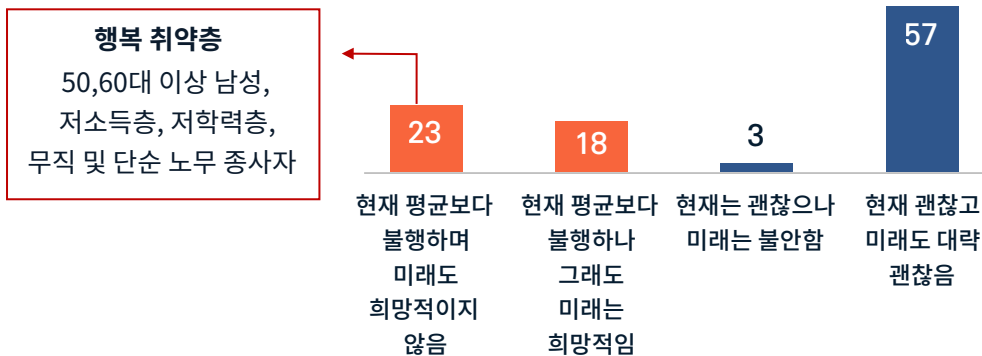 행복 취약층
50,60대 이상 남성,
저소득층, 저학력층,
무직 및 단순 노무 종사자
23
18
3
57
현재 평균보다
불행하며
미래도
희망적이지
않음
현재 평균보다
불행하나
그래도
미래는
희망적임
현재는 괜찮으나
미래는 불안함
현재 괜찮고
미래도 대략
괜찮음